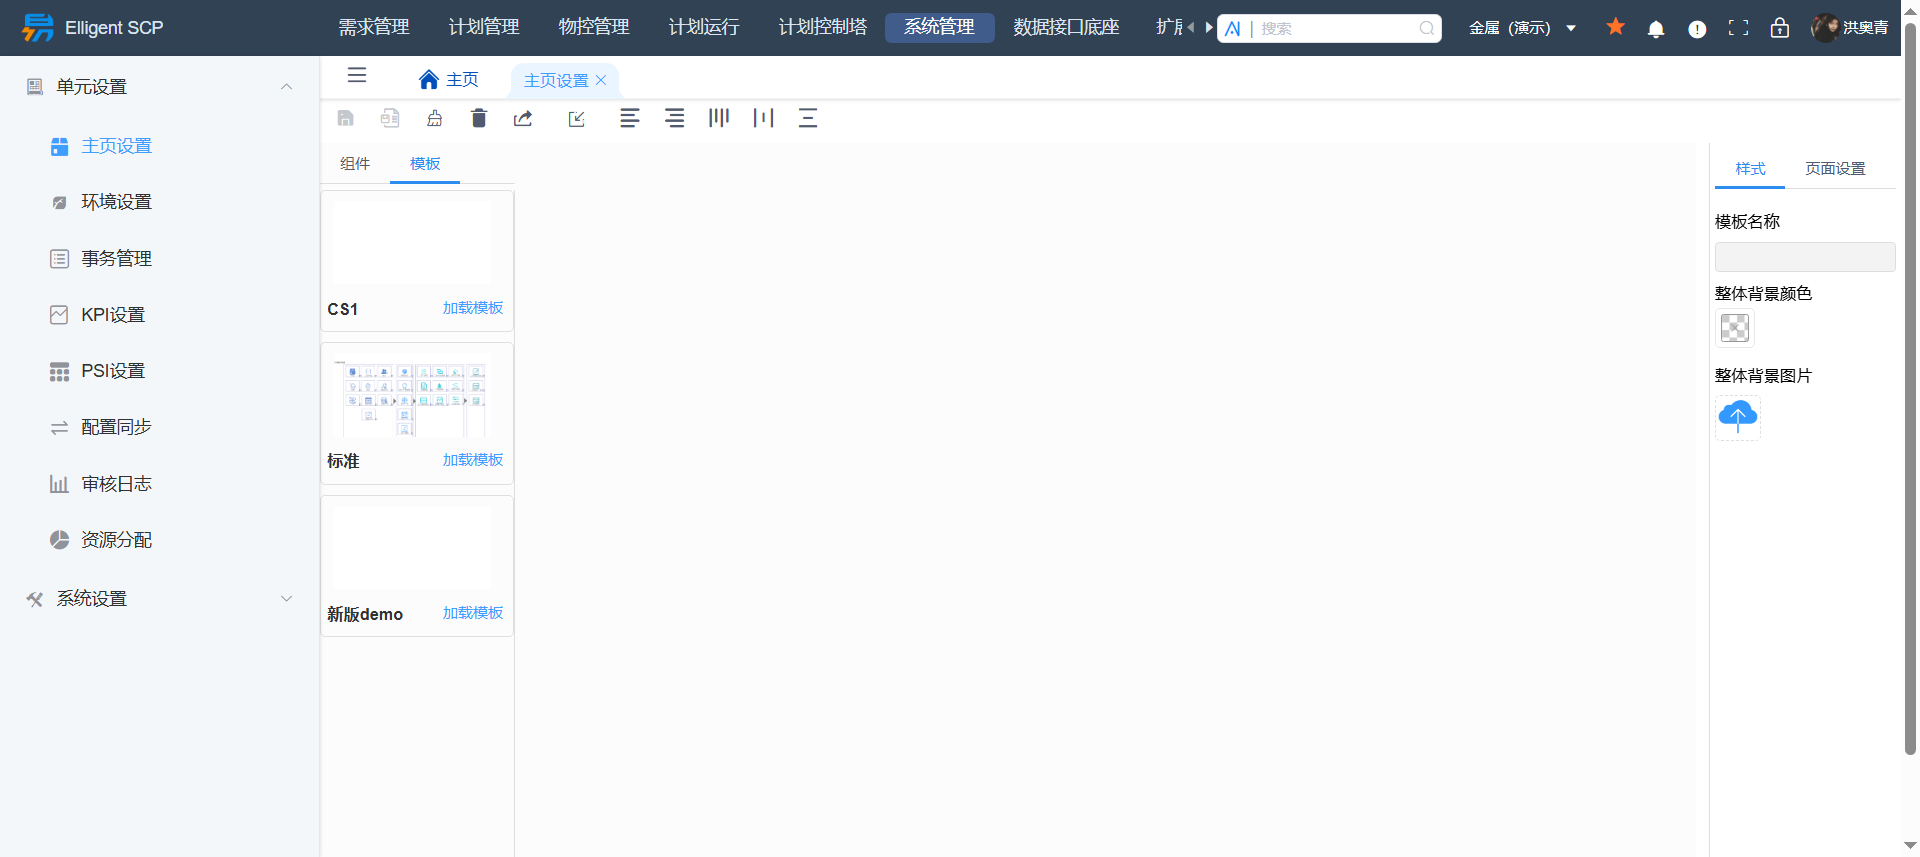 Elligent SCP
需求管理
计划管理
物控管理
计划运行
计划控制塔
系统管理
数据接口底座
搜索
金属（演示）
洪奥青
单元设置
主页设置
环境设置
事务管理
KPI设置
PSI设置
配置同步
审核日志
资源分配
系统设置
主页
主页设置
组件
模板
CS1
加载模板
标准
加载模板
新版demo
加载模板
样式
页面设置
模板名称
整体背景颜色
整体背景图片